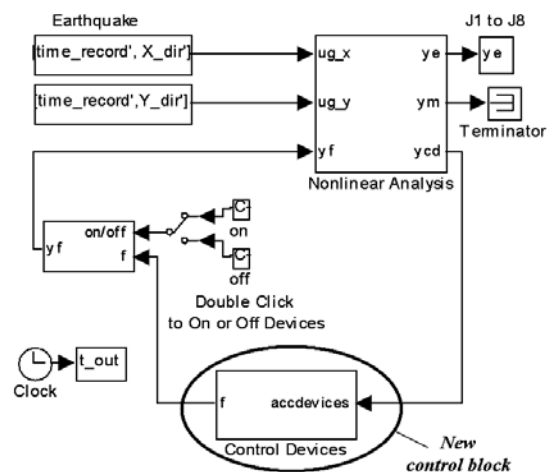 Earthquake
J1 to J8
[time_record', X_dir']
ug_x
ye
ye
[time_record',Y_dir']
ug_y
ym
Terminator
yf
ycd
Nonlinear Analysis
on/off
yf
f
C
on
C
off
Double Click
to On or Off Devices
t_out
Clock
f
accdevices
Control Devices
New
control block